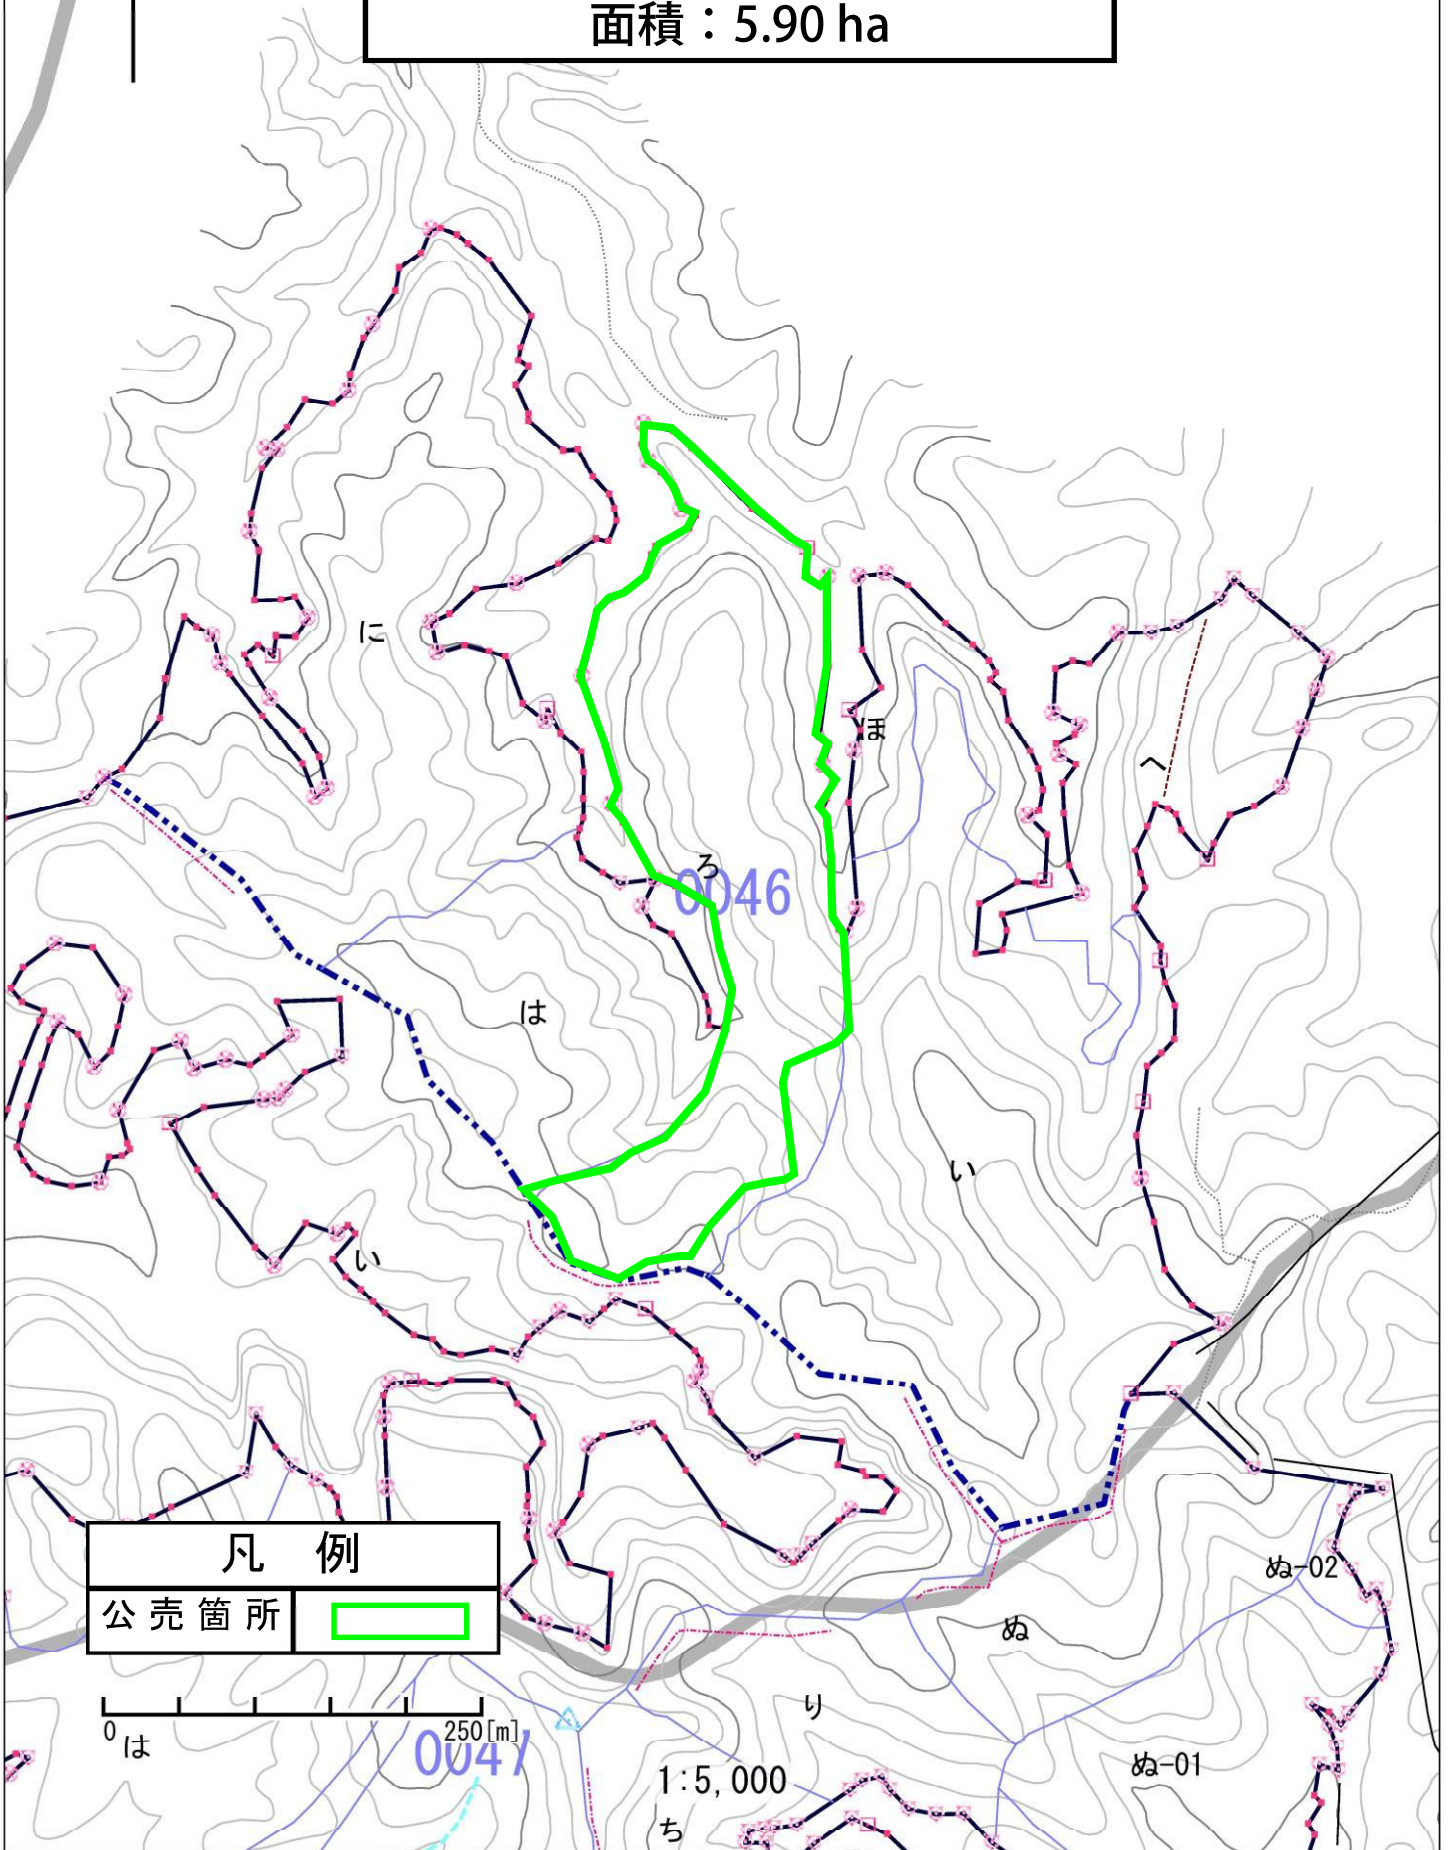 面積：5.90 ha
に
ほ
へ
ろ
0046
は
い
い
凡 例
公売箇所
ぬ-02
ぬ
り
0 250[m]
は
0047
ぬ-01
1:5,000
ち